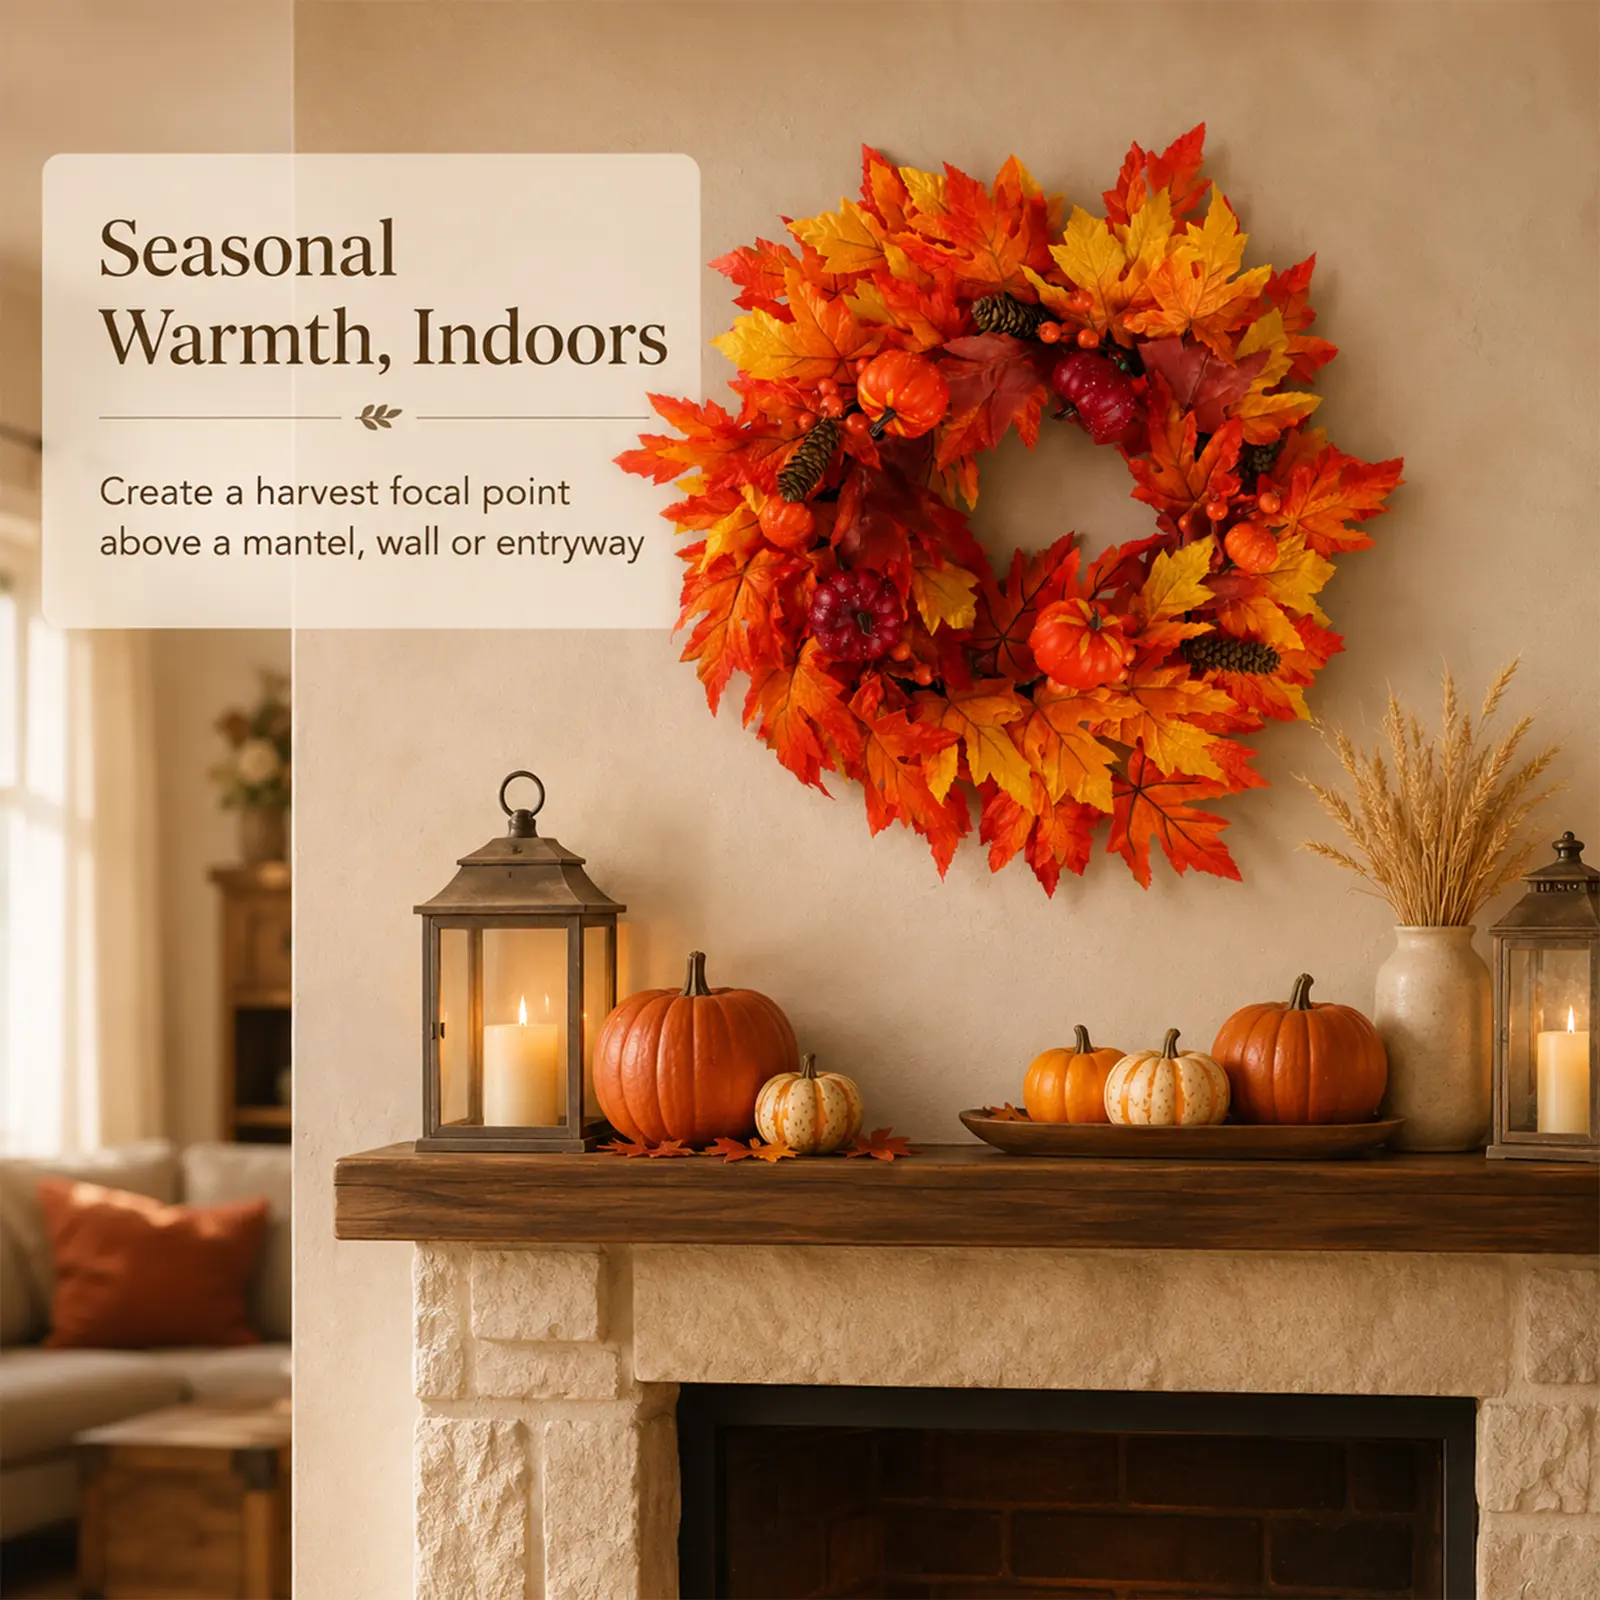 Seasonal
Warmth, Indoors
Create a harvest focal point
above a mantel, wall or entryway